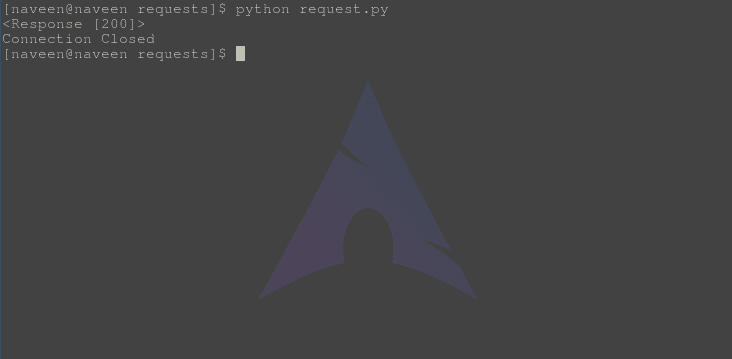 [naveen@naveen requests]$ python request.py
<Response [200]>
Connection Closed
[naveen@naveen requests]$